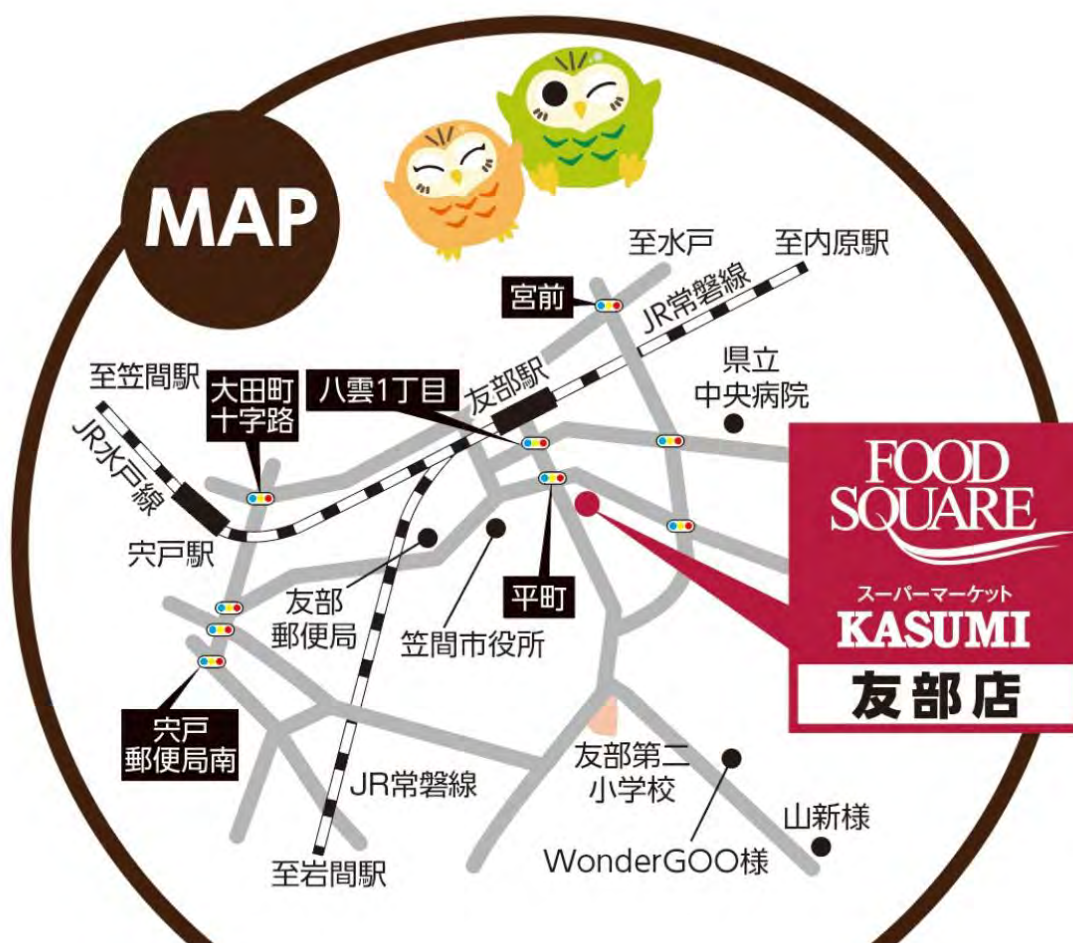 MAP
至水戸
至内原駅
宮前
JR常磐線
至笠間駅
大田町
十字路
八雲1丁目
友部駅
県立
中央病院
JR水戸線
宍戸駅
友部
郵便局
笠間市役所
平町
FOOD
SQUARE
スーパーマーケット
KASUMI
友部店
宍戸
郵便局南
JR常磐線
友部第二
小学校
山新様
WonderGOO様
至岩間駅